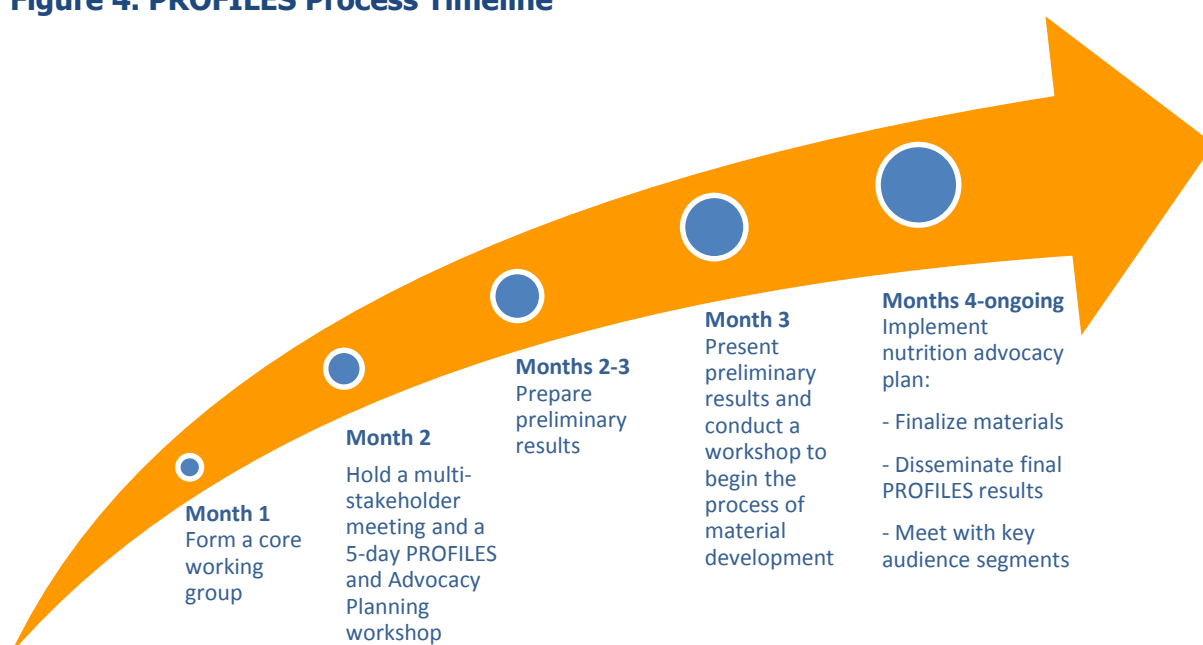 Figure 4. PROFILES Process Timeline
Month 1
Form a core
working
group
Month 2
Hold a multi-
stakeholder
meeting and a
5-day PROFILES
and Advocacy
Planning
workshop
Months 2-3
Prepare
preliminary
results
Month 3
Present
preliminary
results and
conduct a
workshop to
begin the
process of
material
development
Months 4-ongoing
Implement
nutrition advocacy
plan:
- Finalize materials
- Disseminate final
PROFILES results
- Meet with key
audience segments